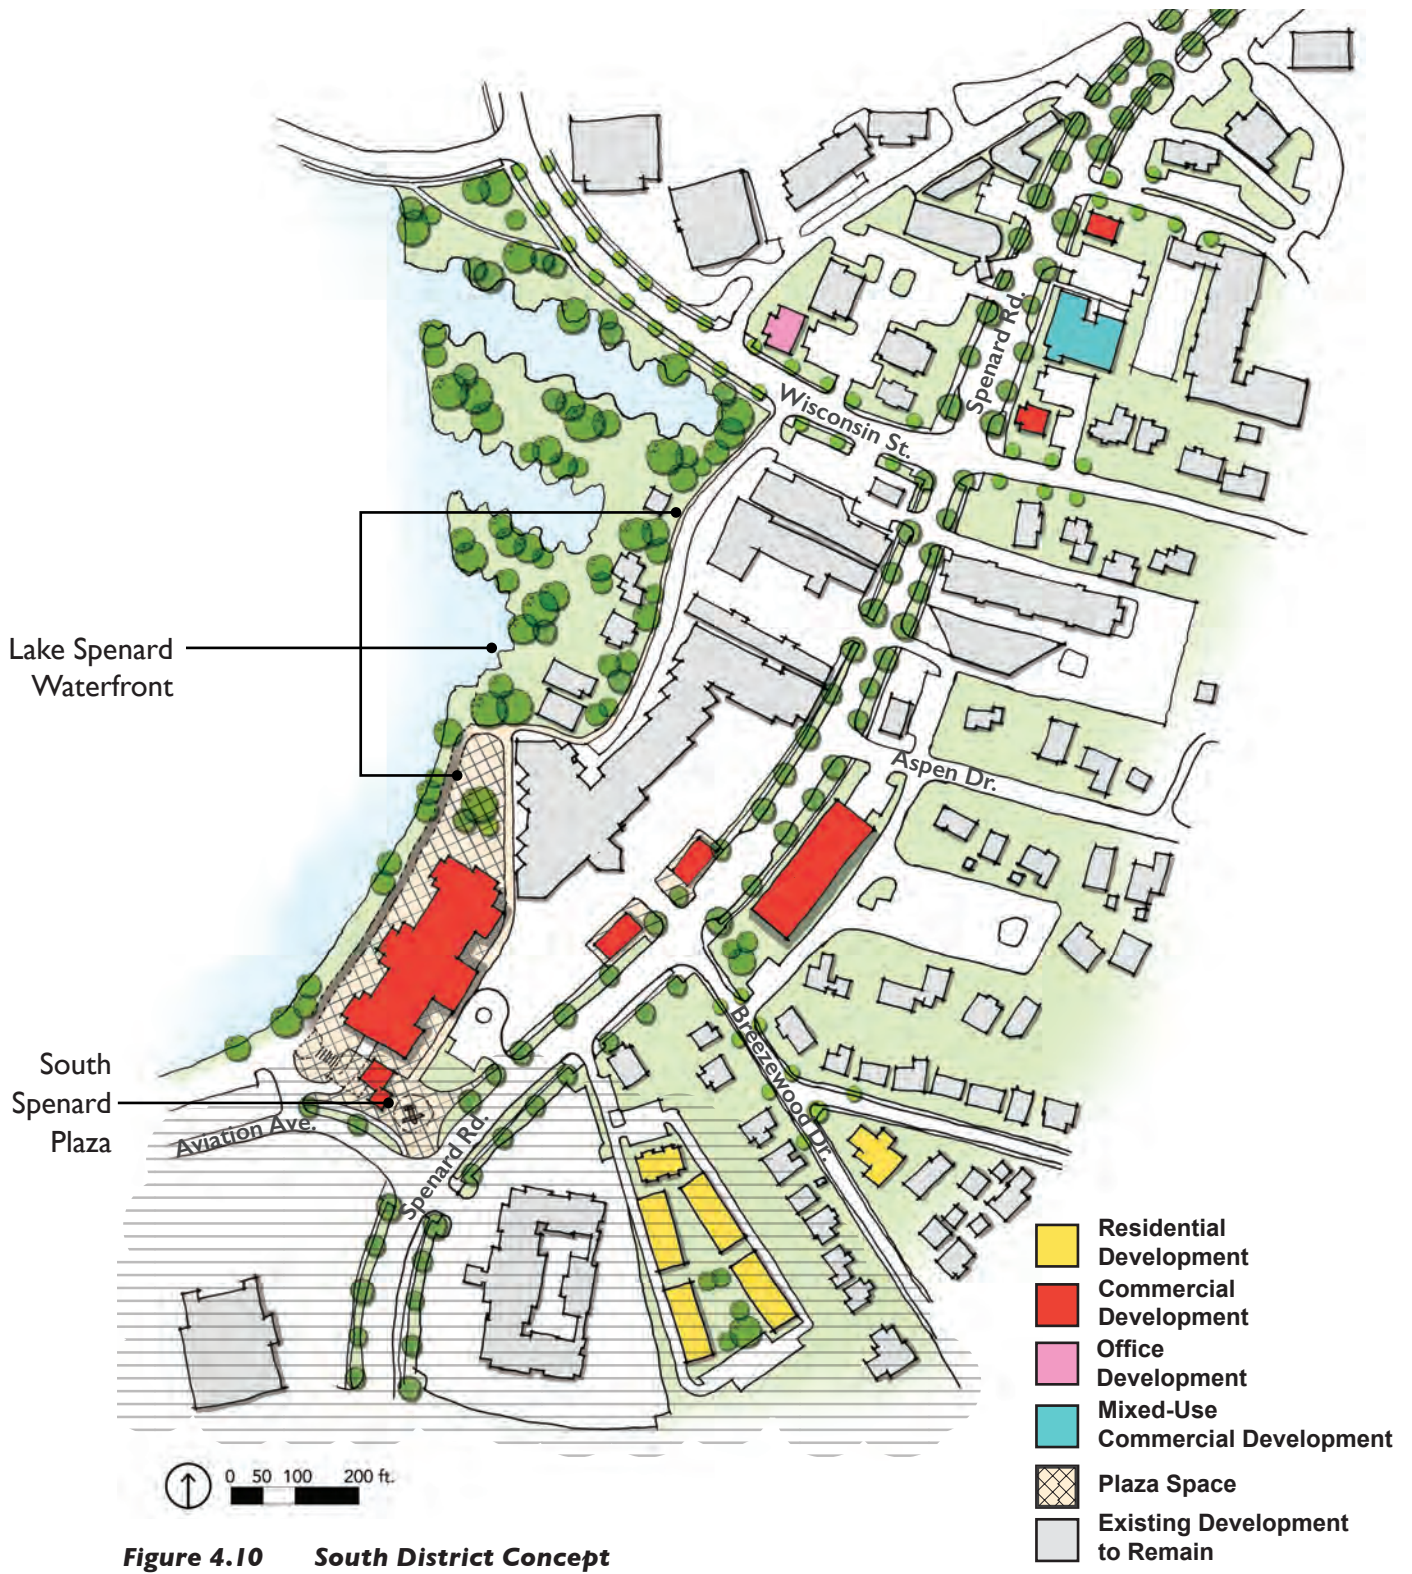 Spenard Rd.
Wisconsin St.
Lake Spenard
Waterfront
Aspen Dr.
Breezewood Dr.
South
Spenard
Plaza
Aviation Ave.
Spenard Rd.
Residential
Development
Commercial
Development
Office
Development
Mixed-Use
Commercial Development
Plaza Space
Existing Development
to Remain
0 50 100 200 ft.
Figure 4.10 South District Concept